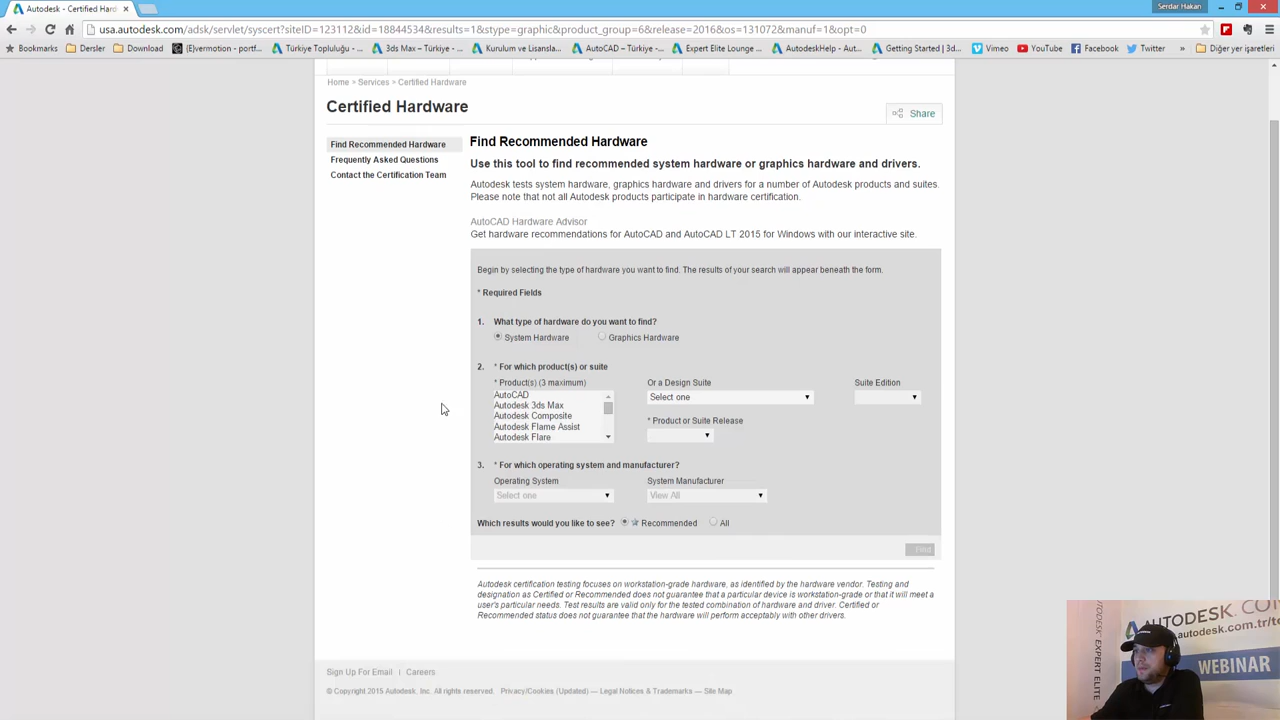 Autodesk - Certified Hard
Serdar Hakan
usa.autodesk.com/adsk/servlet/syscert?siteID=123112&id=18844534&results=1&stype=graphic&product_group=6&release=2016&os=131072&manuf=1&opt=0
Bookmarks Dersler Download (E)vermotion - portf... Türkiye Topluluğu -... 3ds Max – Türkiye -... Kurulum ve Lisansla... AutoCAD – Türkiye -... Expert Elite Lounge ... AutodeskHelp - Aut... Getting Started | 3d... Vimeo YouTube Facebook Twitter » Diğer yer işaretleri
Home > Services > Certified Hardware
Certified Hardware
Share
Find Recommended Hardware
Frequently Asked Questions
Contact the Certification Team
Find Recommended Hardware
Use this tool to find recommended system hardware or graphics hardware and drivers.
Autodesk tests system hardware, graphics hardware and drivers for a number of Autodesk products and suites.
Please note that not all Autodesk products participate in hardware certification.
AutoCAD Hardware Advisor
Get hardware recommendations for AutoCAD and AutoCAD LT 2015 for Windows with our interactive site.
Begin by selecting the type of hardware you want to find. The results of your search will appear beneath the form.
* Required Fields
1. What type of hardware do you want to find?
System Hardware Graphics Hardware
2. * For which product(s) or suite
* Product(s) (3 maximum) Or a Design Suite Suite Edition
AutoCAD
Autodesk 3ds Max
Autodesk Composite
Autodesk Flame Assist
Autodesk Flare
Select one
* Product or Suite Release
3. * For which operating system and manufacturer?
Operating System System Manufacturer
Select one View All
Which results would you like to see? Recommended All
Find
Autodesk certification testing focuses on workstation-grade hardware, as identified by the hardware vendor. Testing and
designation as Certified or Recommended does not guarantee that a particular device is workstation-grade or that it will meet a
user's particular needs. Test results are valid only for the tested combination of hardware and driver. Certified or
Recommended status does not guarantee that the hardware will perform acceptably with other drivers.
Sign Up For Email | Careers
© Copyright 2015 Autodesk, Inc. All rights reserved. Privacy/Cookies (Updated) — Legal Notices & Trademarks — Site Map
AUTODESK.COM
autodesk.com.tr/te
WEBINAR
AUTODESK
EXPERT ELITE